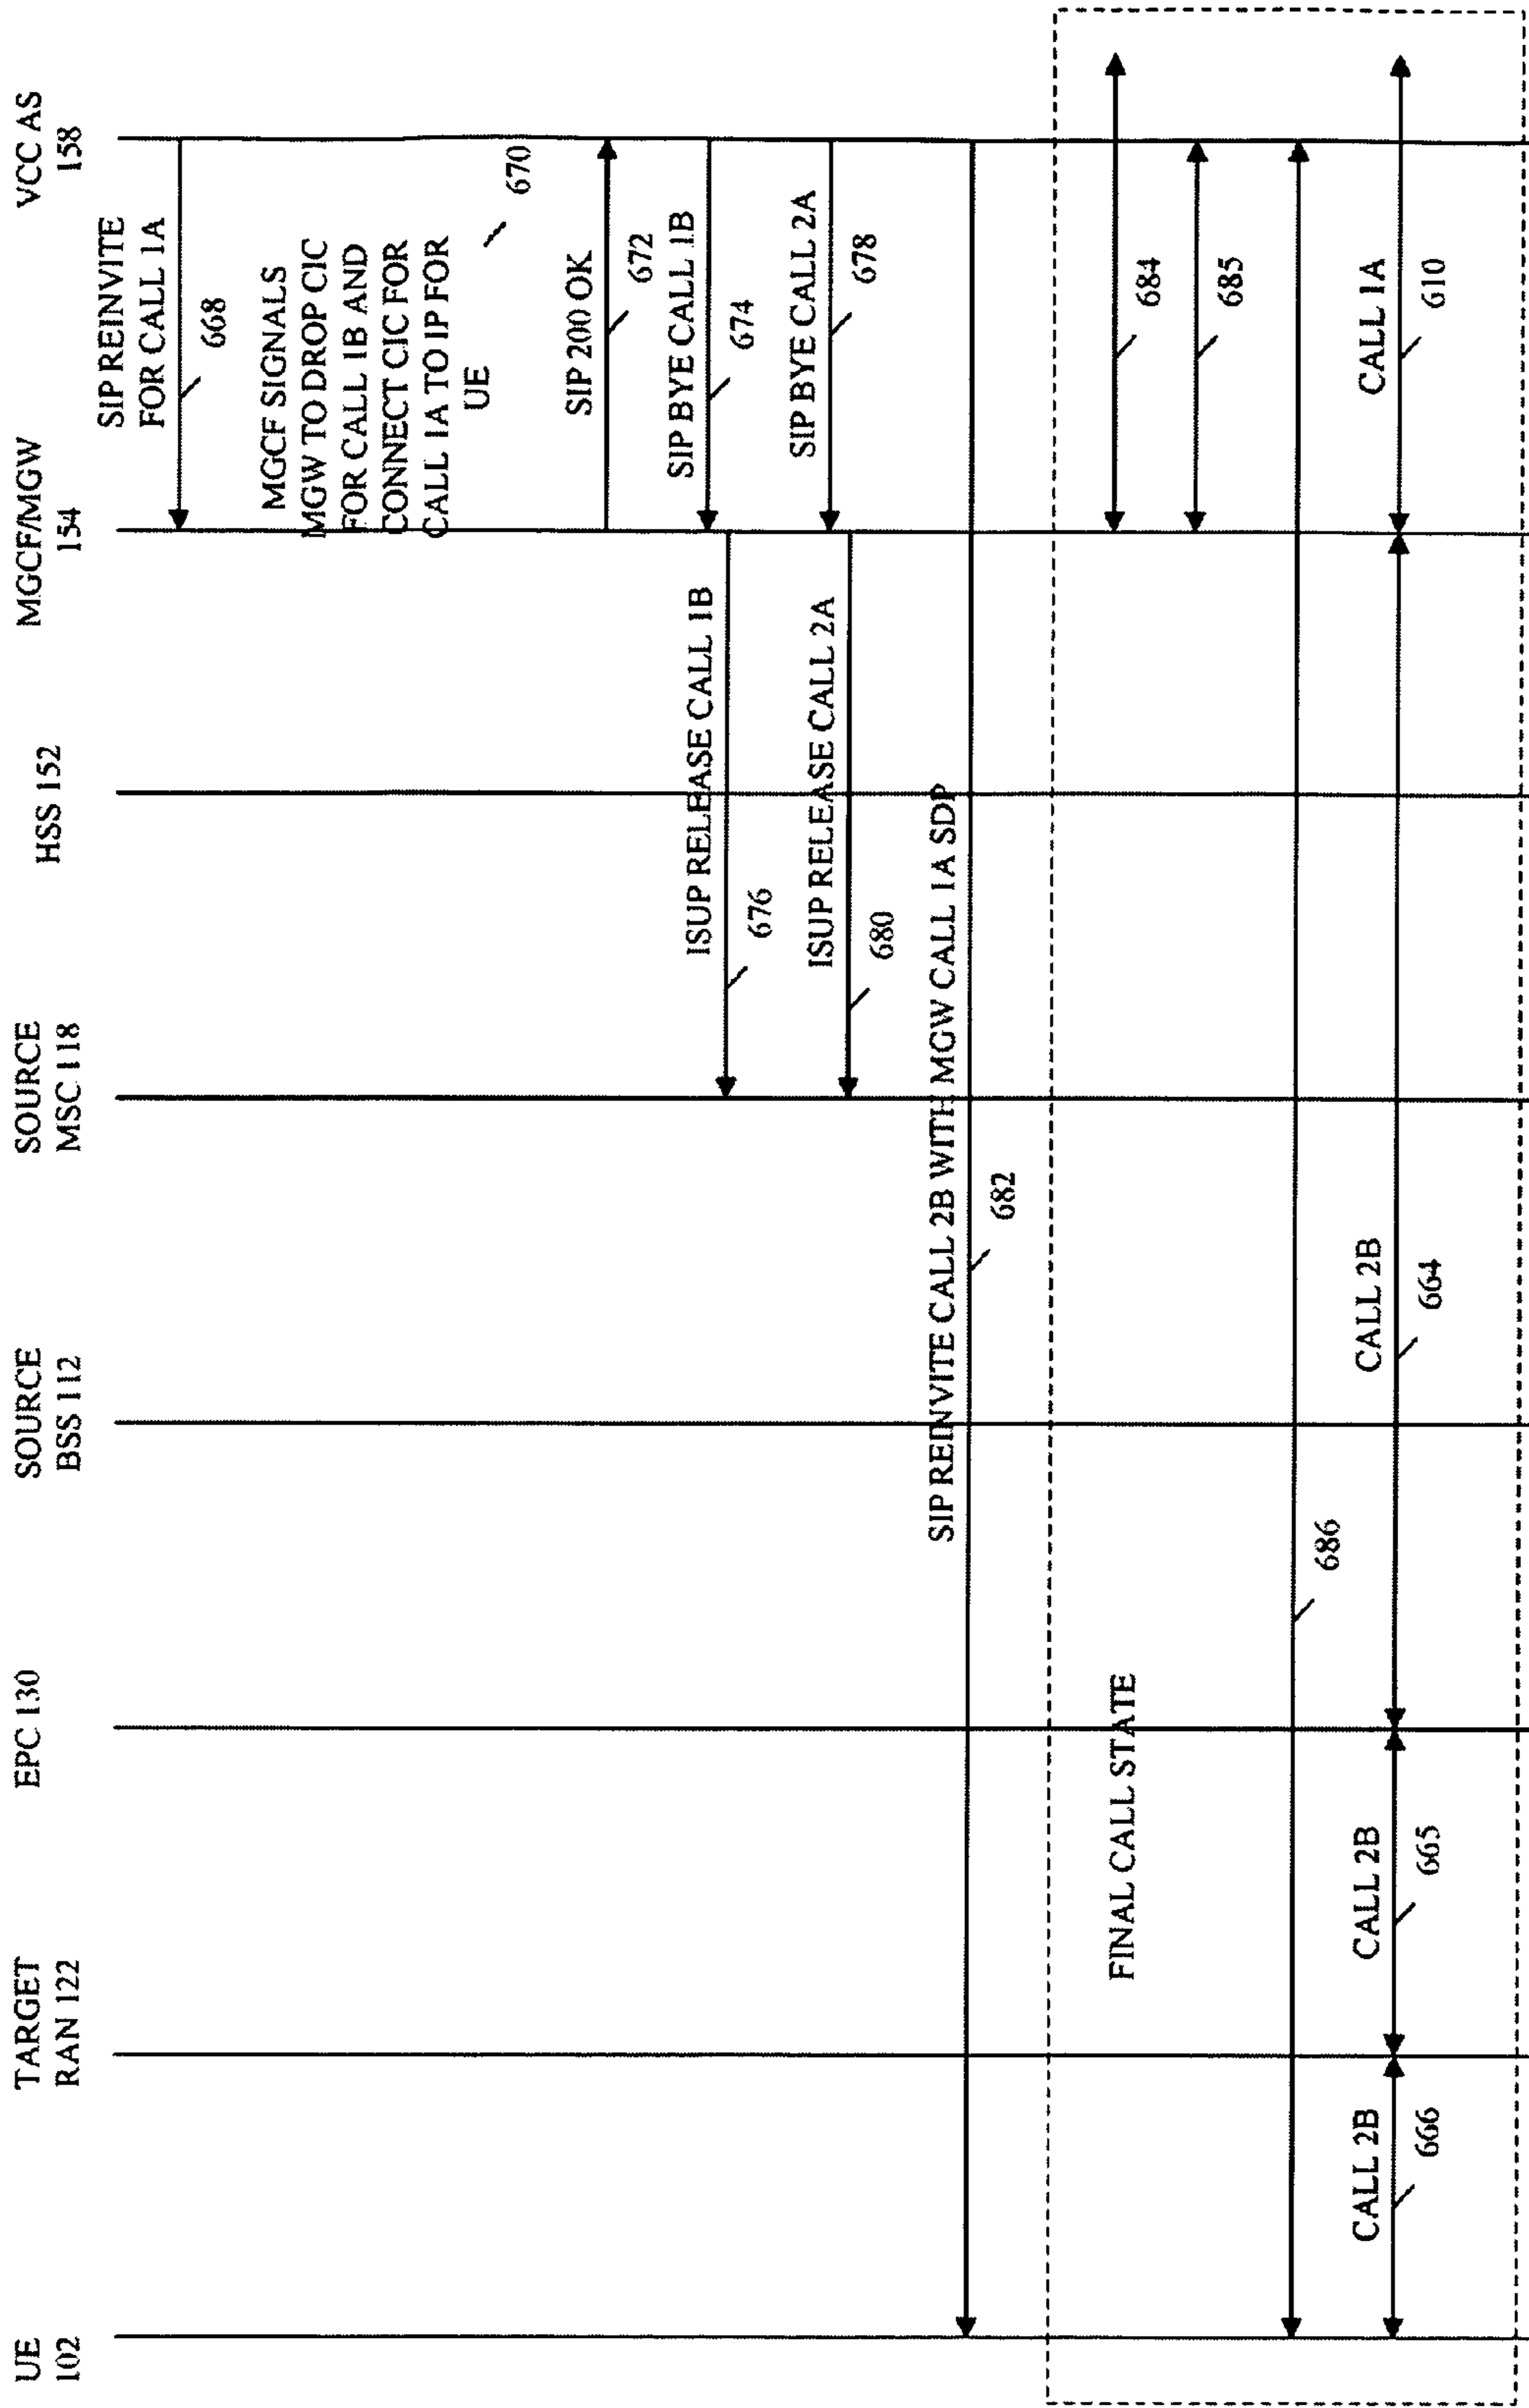 UE
102
TARGET
RAN 122
EPC 130
SOURCE
BSS 112
SOURCE
MSC 118
HSS 152
MGCF/MGW
154
VCC AS
158
SIP REINVITE
FOR CALL 1A
668
MGCF SIGNALS
MGW TO DROP CIC
FOR CALL 1B AND
CONNECT CIC FOR
CALL 1A TO IP FOR
UE
670
SIP 200 OK
672
SIP BYE CALL 1B
674
ISUP RELEASE CALL 1B
676
SIP BYE CALL 2A
678
ISUP RELEASE CALL 2A
680
SIP REINVITE CALL 2B WITH MGW CALL 1A SDP
682
FINAL CALL STATE
684
685
686
CALL 2B
666
CALL 2B
665
CALL 2B
664
CALL 1A
610